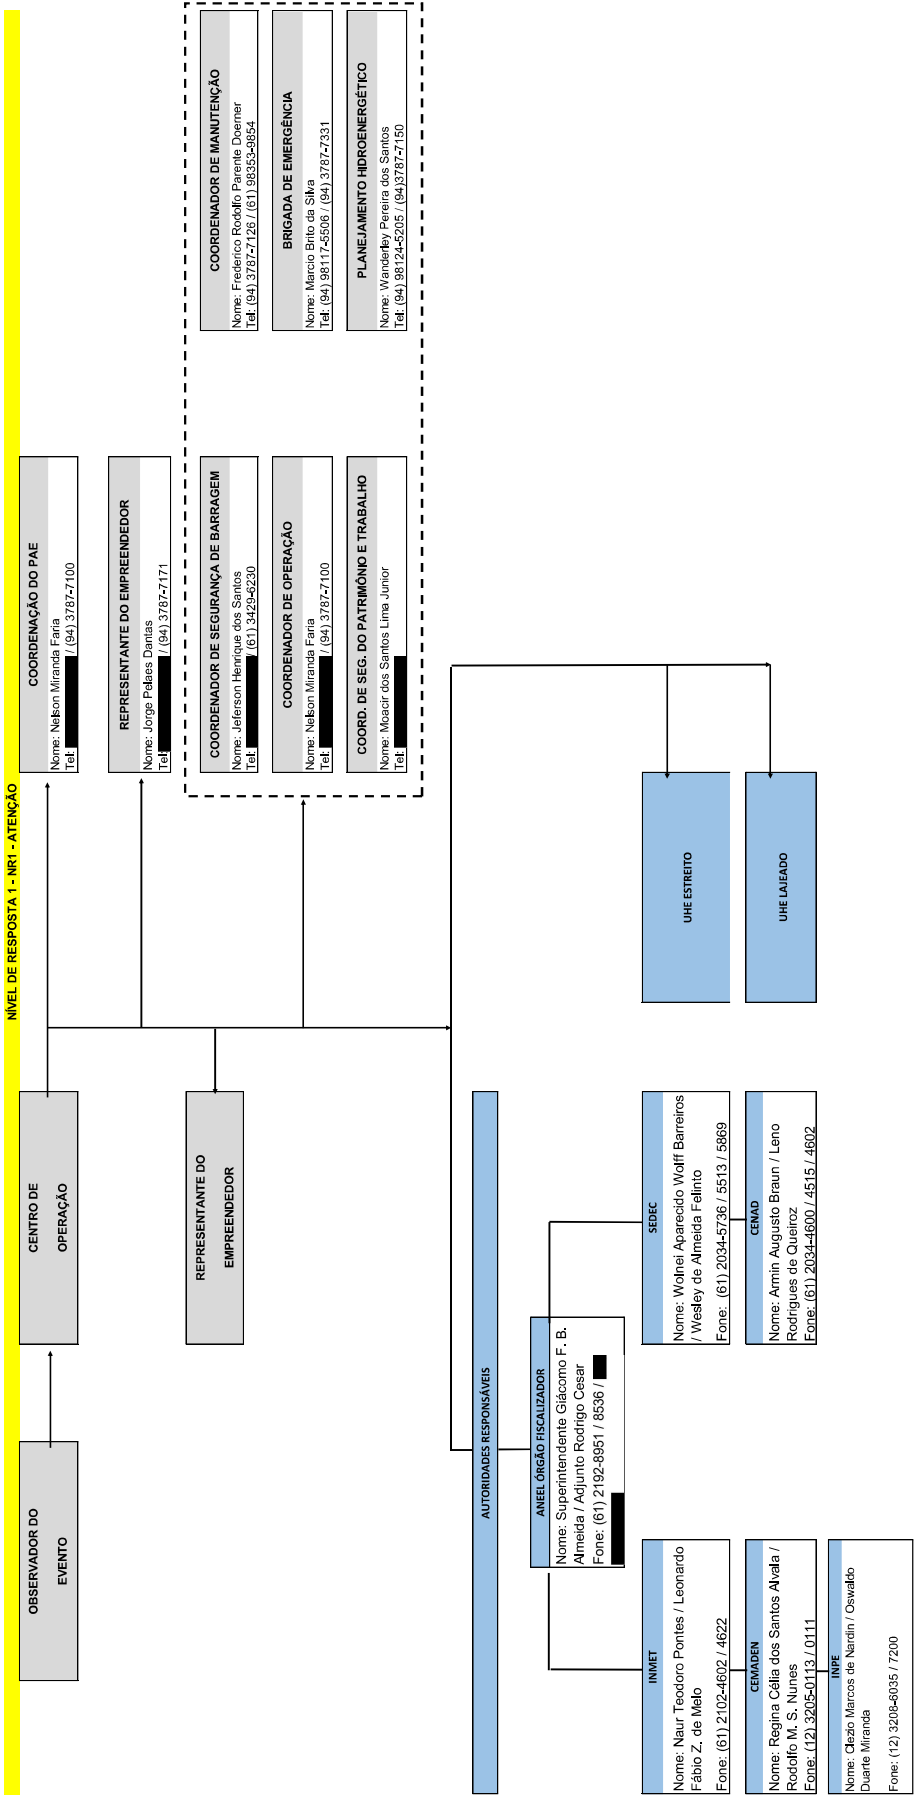 NÍVEL DE RESPOSTA 1 - NR1 - ATENÇÃO
OBSERVADOR DO
EVENTO
CENTRO DE
OPERAÇÃO
COORDENAÇÃO DO PAE
Nome: Nelson Miranda Faria
Tel: / (94) 3787-7100
REPRESENTANTE DO EMPREENDEDOR
Nome: Jorge Pelaes Dantas
Tel: / (94) 3787-7171
REPRESENTANTE DO
EMPREENDEDOR
COORDENADOR DE SEGURANÇA DE BARRAGEM
Nome: Jeferson Henrique dos Santos
Tel: / (61) 3429-6230
COORDENADOR DE MANUTENÇÃO
Nome: Frederico Rodolfo Parente Doerner
Tel: (94) 3787-7126 / (61) 98353-9854
COORDENADOR DE OPERAÇÃO
Nome: Nelson Miranda Faria
Tel: / (94) 3787-7100
BRIGADA DE EMERGÊNCIA
Nome: Marcio Brito da Silva
Tel: (94) 98117-5506 / (94) 3787-7331
COORD. DE SEG. DO PATRIMÔNIO E TRABALHO
Nome: Moacir dos Santos Lima Junior
Tel:
PLANEJAMENTO HIDROENERGÉTICO
Nome: Wanderley Pereira dos Santos
Tel: (94) 98124-5205 / (94)3787-7150
AUTORIDADES RESPONSÁVEIS
ANEEL ÓRGÃO FISCALIZADOR
Nome: Superintendente Giácomo F. B.
Almeida / Adjunto Rodrigo Cesar
Fone: (61) 2192-8951 / 8536 /
INMET
Nome: Naur Teodoro Pontes / Leonardo
Fábio Z. de Melo
Fone: (61) 2102-4602 / 4622
SEDEC
Nome: Wolnei Aparecido Wolff Barreiros
/ Wesley de Almeida Felinto
Fone: (61) 2034-5736 / 5513 / 5869
UHE ESTREITO
CEMADEN
Nome: Regina Célia dos Santos Alvala /
Rodolfo M. S. Nunes
Fone: (12) 3205-0113 / 0111
CENAD
Nome: Armin Augusto Braun / Leno
Rodrigues de Queiroz
Fone: (61) 2034-4600 / 4515 / 4602
UHE LAJEADO
INPE
Nome: Clezio Marcos de Nardin / Oswaldo
Duarte Miranda
Fone: (12) 3208-6035 / 7200